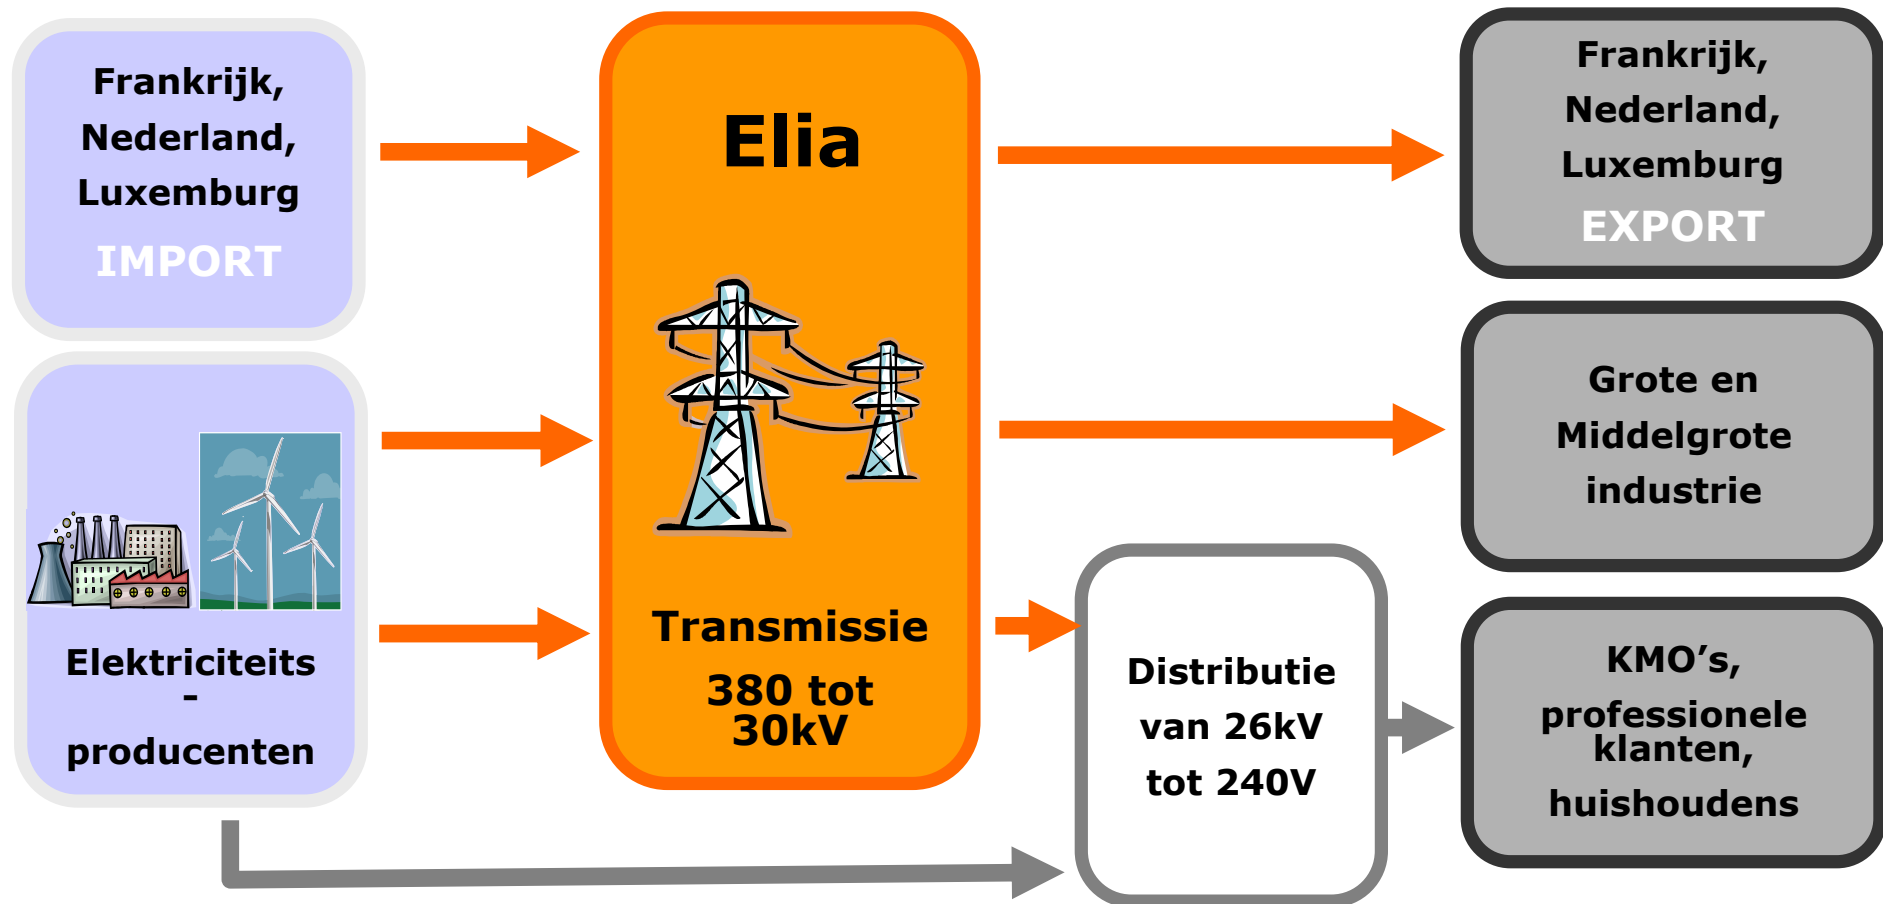 Frankrijk,
Nederland,
Luxemburg
IMPORT
Elektriciteits
-
producenten
Elia
Transmissie
380 tot
30kV
Distributie
van 26kV
tot 240V
Frankrijk,
Nederland,
Luxemburg
EXPORT
Grote en
Middelgrote
industrie
KMO’s,
professionele
klanten,
huishoudens